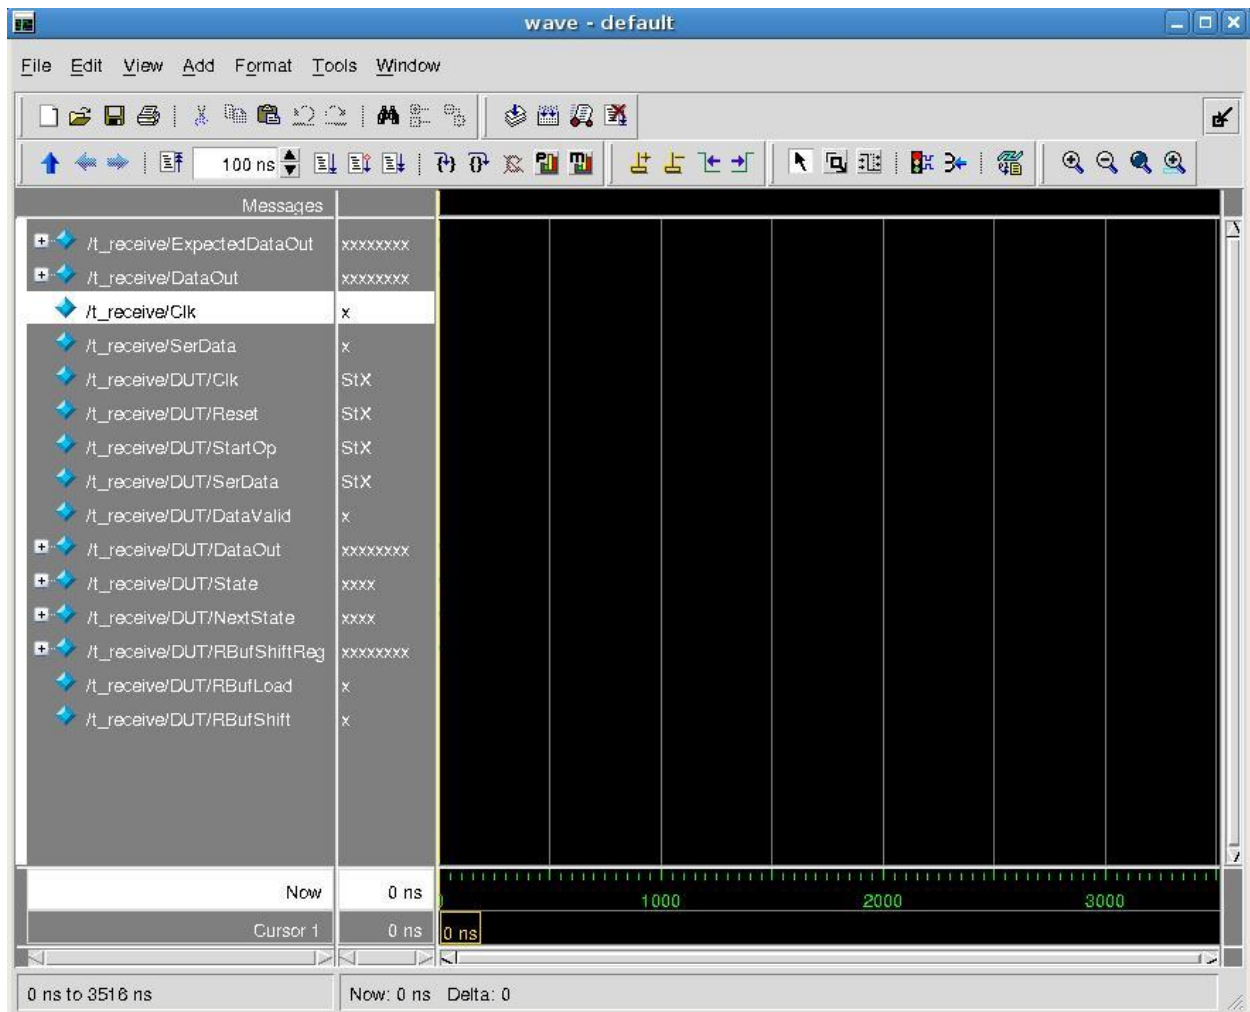 wave - default
File Edit View Add Format Tools Window
100 ns
Messages
/t_receive/ExpectedDataOut xxxxxxxx
/t_receive/DataOut xxxxxxxx
/t_receive/Clk x
/t_receive/SerData x
/t_receive/DUT/Clk StX
/t_receive/DUT/Reset StX
/t_receive/DUT/StartOp StX
/t_receive/DUT/SerData StX
/t_receive/DUT/DataValid x
/t_receive/DUT/DataOut xxxxxxxx
/t_receive/DUT/State xxxx
/t_receive/DUT/NextState xxxx
/t_receive/DUT/RBufShiftReg xxxxxxxx
/t_receive/DUT/RBufLoad x
/t_receive/DUT/RBufShift x
Now 0 ns 1000 2000 3000
Cursor 1 0 ns 0 ns
0 ns to 3516 ns Now: 0 ns Delta: 0